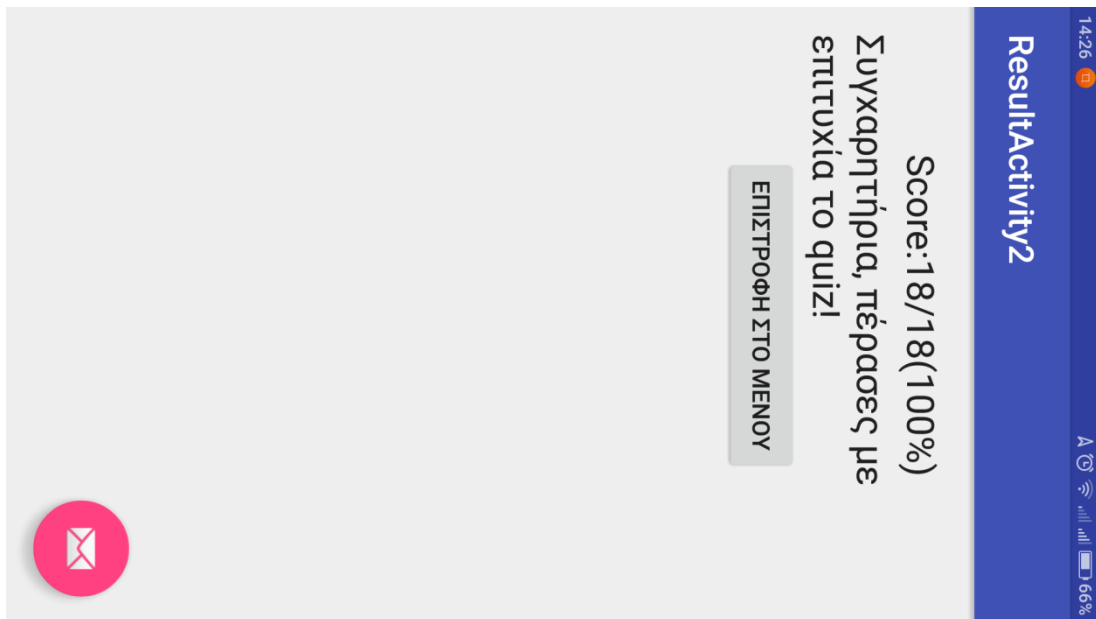 14:26
A
66%
ResultActivity2
Score:18/18(100%)
Συγχαρητήρια, πέρασες με
επιτυχία το quiz!
ΕΠΙΣΤΡΟΦΗ ΣΤΟ ΜΕΝΟΥ